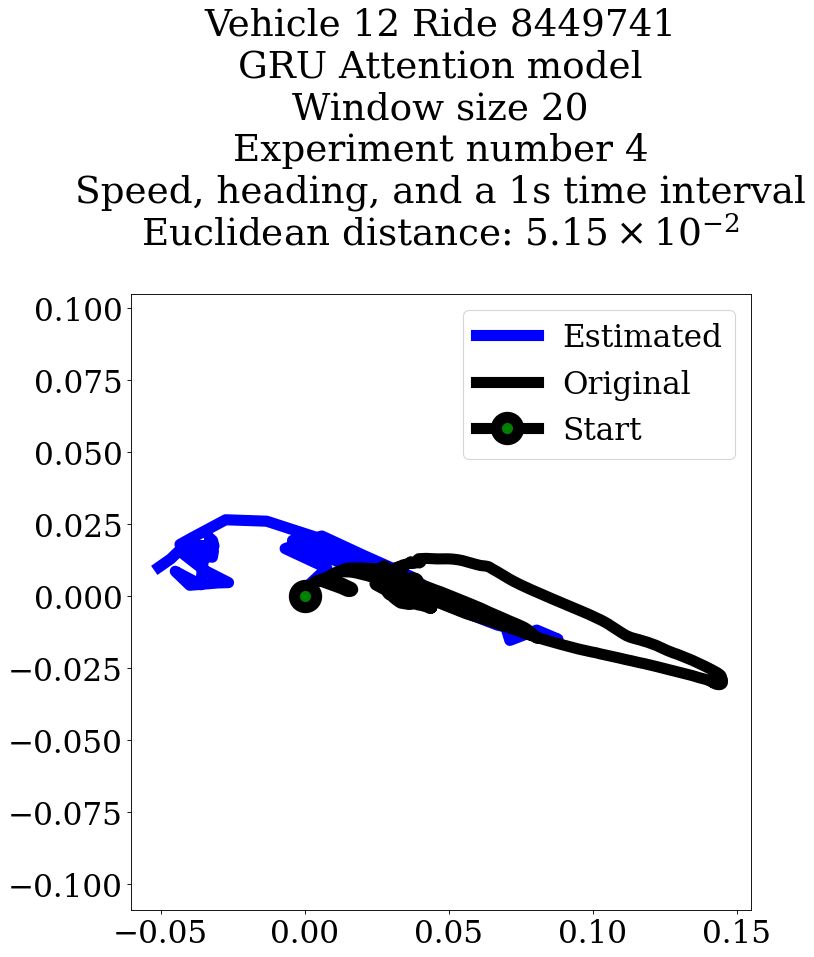 Vehicle 12 Ride 8449741
GRU Attention model
Window size 20
Experiment number 4
Speed, heading, and a 1s time interval
Euclidean distance: 5.15 × 10⁻²
Estimated
Original
Start
0.100
0.075
0.050
0.025
0.000
−0.025
−0.050
−0.075
−0.100
−0.05 0.00 0.05 0.10 0.15